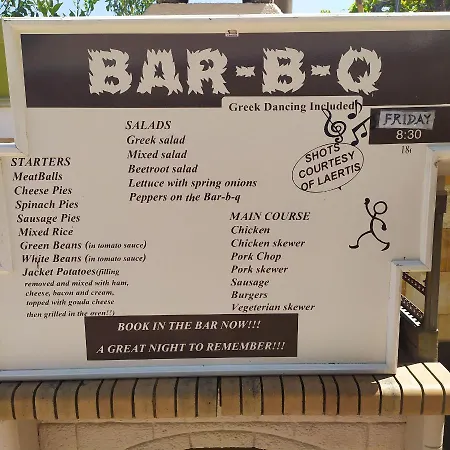 BAR-B-Q
Greek Dancing Included
FRIDAY
8:30
SHOTS
COURTESY
OF LAERTIS
SALADS
Greek salad
Mixed salad
Beetroot salad
Lettuce with spring onions
Peppers on the Bar-b-q
STARTERS
MeatBalls
Cheese Pies
Spinach Pies
Sausage Pies
Mixed Rice
Green Beans (in tomato sauce)
White Beans (in tomato sauce)
Jacket Potatoes(filling
removed and mixed with ham,
cheese, bacon and cream,
topped with gouda cheese
then grilled in the oven!!)
MAIN COURSE
Chicken
Chicken skewer
Pork Chop
Pork skewer
Sausage
Burgers
Vegeterian skewer
BOOK IN THE BAR NOW!!!
A GREAT NIGHT TO REMEMBER!!!